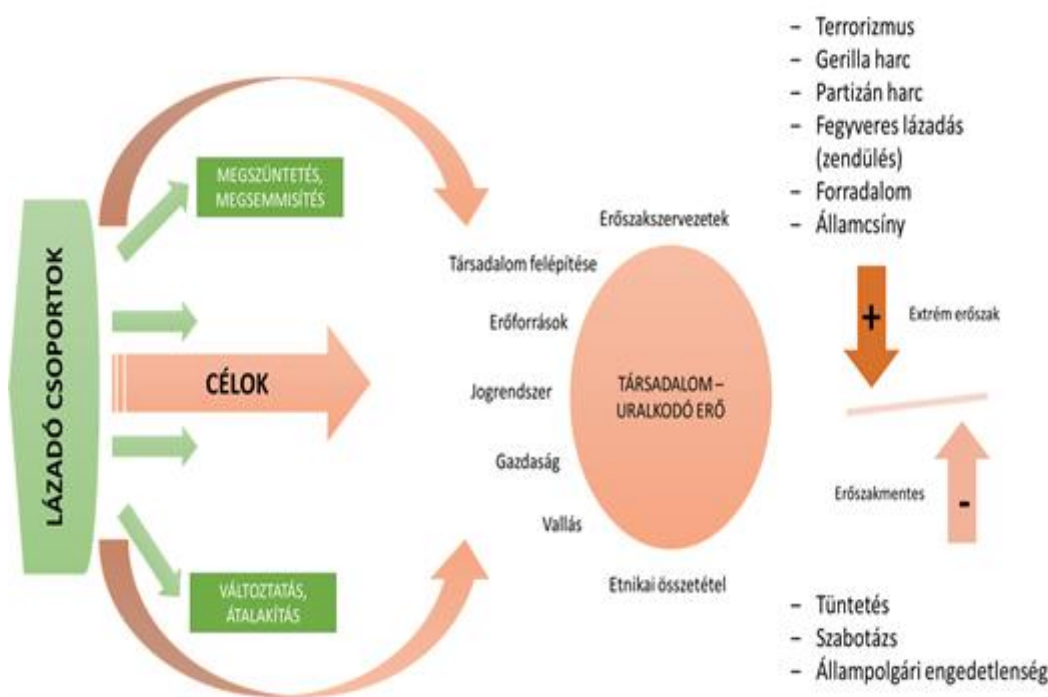 LÁZADÓ CSOPORTOK
MEGSZÜNTETÉS,
MEGSEMMISÍTÉS
CÉLOK
VÁLTOZTATÁS,
ÁTALAKÍTÁS
Erőszakszervezetek
Társadalom felépítése
Erőforrások
Jogrendszer
Gazdaság
Vallás
Etnikai összetétel
TÁRSADALOM –
URALKODÓ ERŐ
– Terrorizmus
– Gerilla harc
– Partizán harc
– Fegyveres lázadás
(zendülés)
– Forradalom
– Államcsíny
+
Extrém erőszak
Erőszakmentes
-
– Tüntetés
– Szabotázs
– Állampolgári engedetlenség